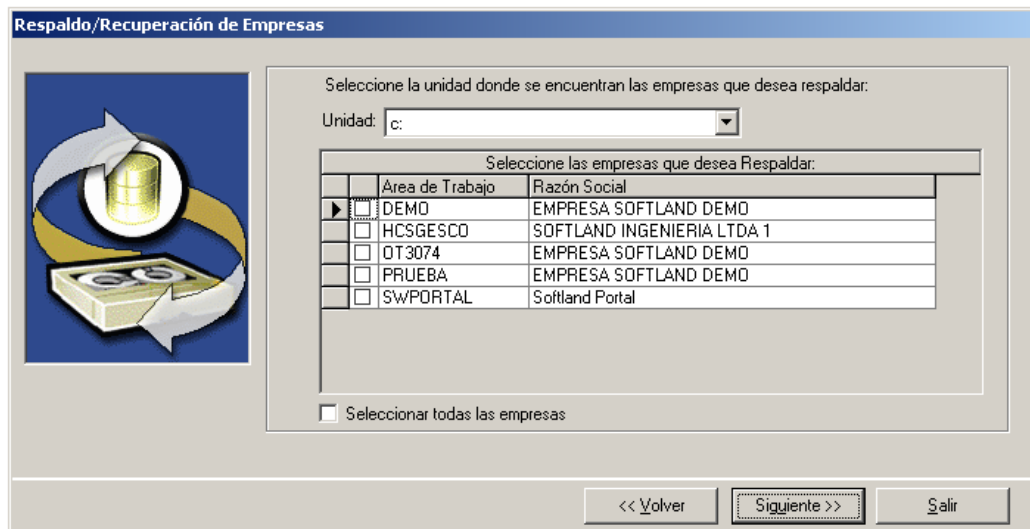 Respaldo/Recuperación de Empresas
Seleccione la unidad donde se encuentran las empresas que desea respaldar:
Unidad: c:
Seleccione las empresas que desea Respaldar:
Area de Trabajo Razón Social
DEMO EMPRESA SOFTLAND DEMO
HCSGESCO SOFTLAND INGENIERIA LTDA 1
OT3074 EMPRESA SOFTLAND DEMO
PRUEBA EMPRESA SOFTLAND DEMO
SWPORTAL Softland Portal
Seleccionar todas las empresas
<< Volver Siguiente >> Salir